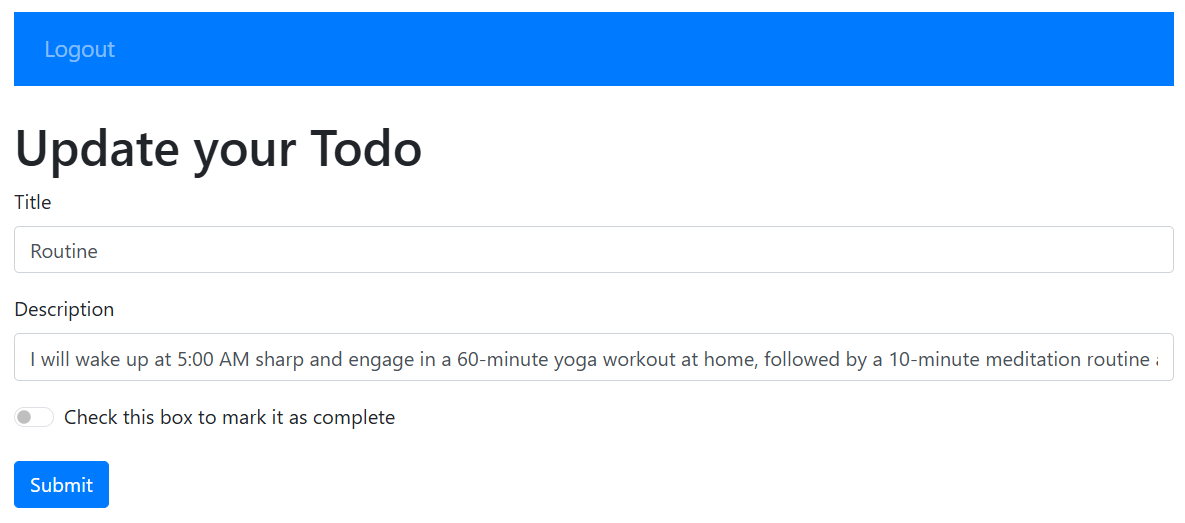 Logout
Update your Todo
Title
Routine
Description
I will wake up at 5:00 AM sharp and engage in a 60-minute yoga workout at home, followed by a 10-minute meditation routine
Check this box to mark it as complete
Submit